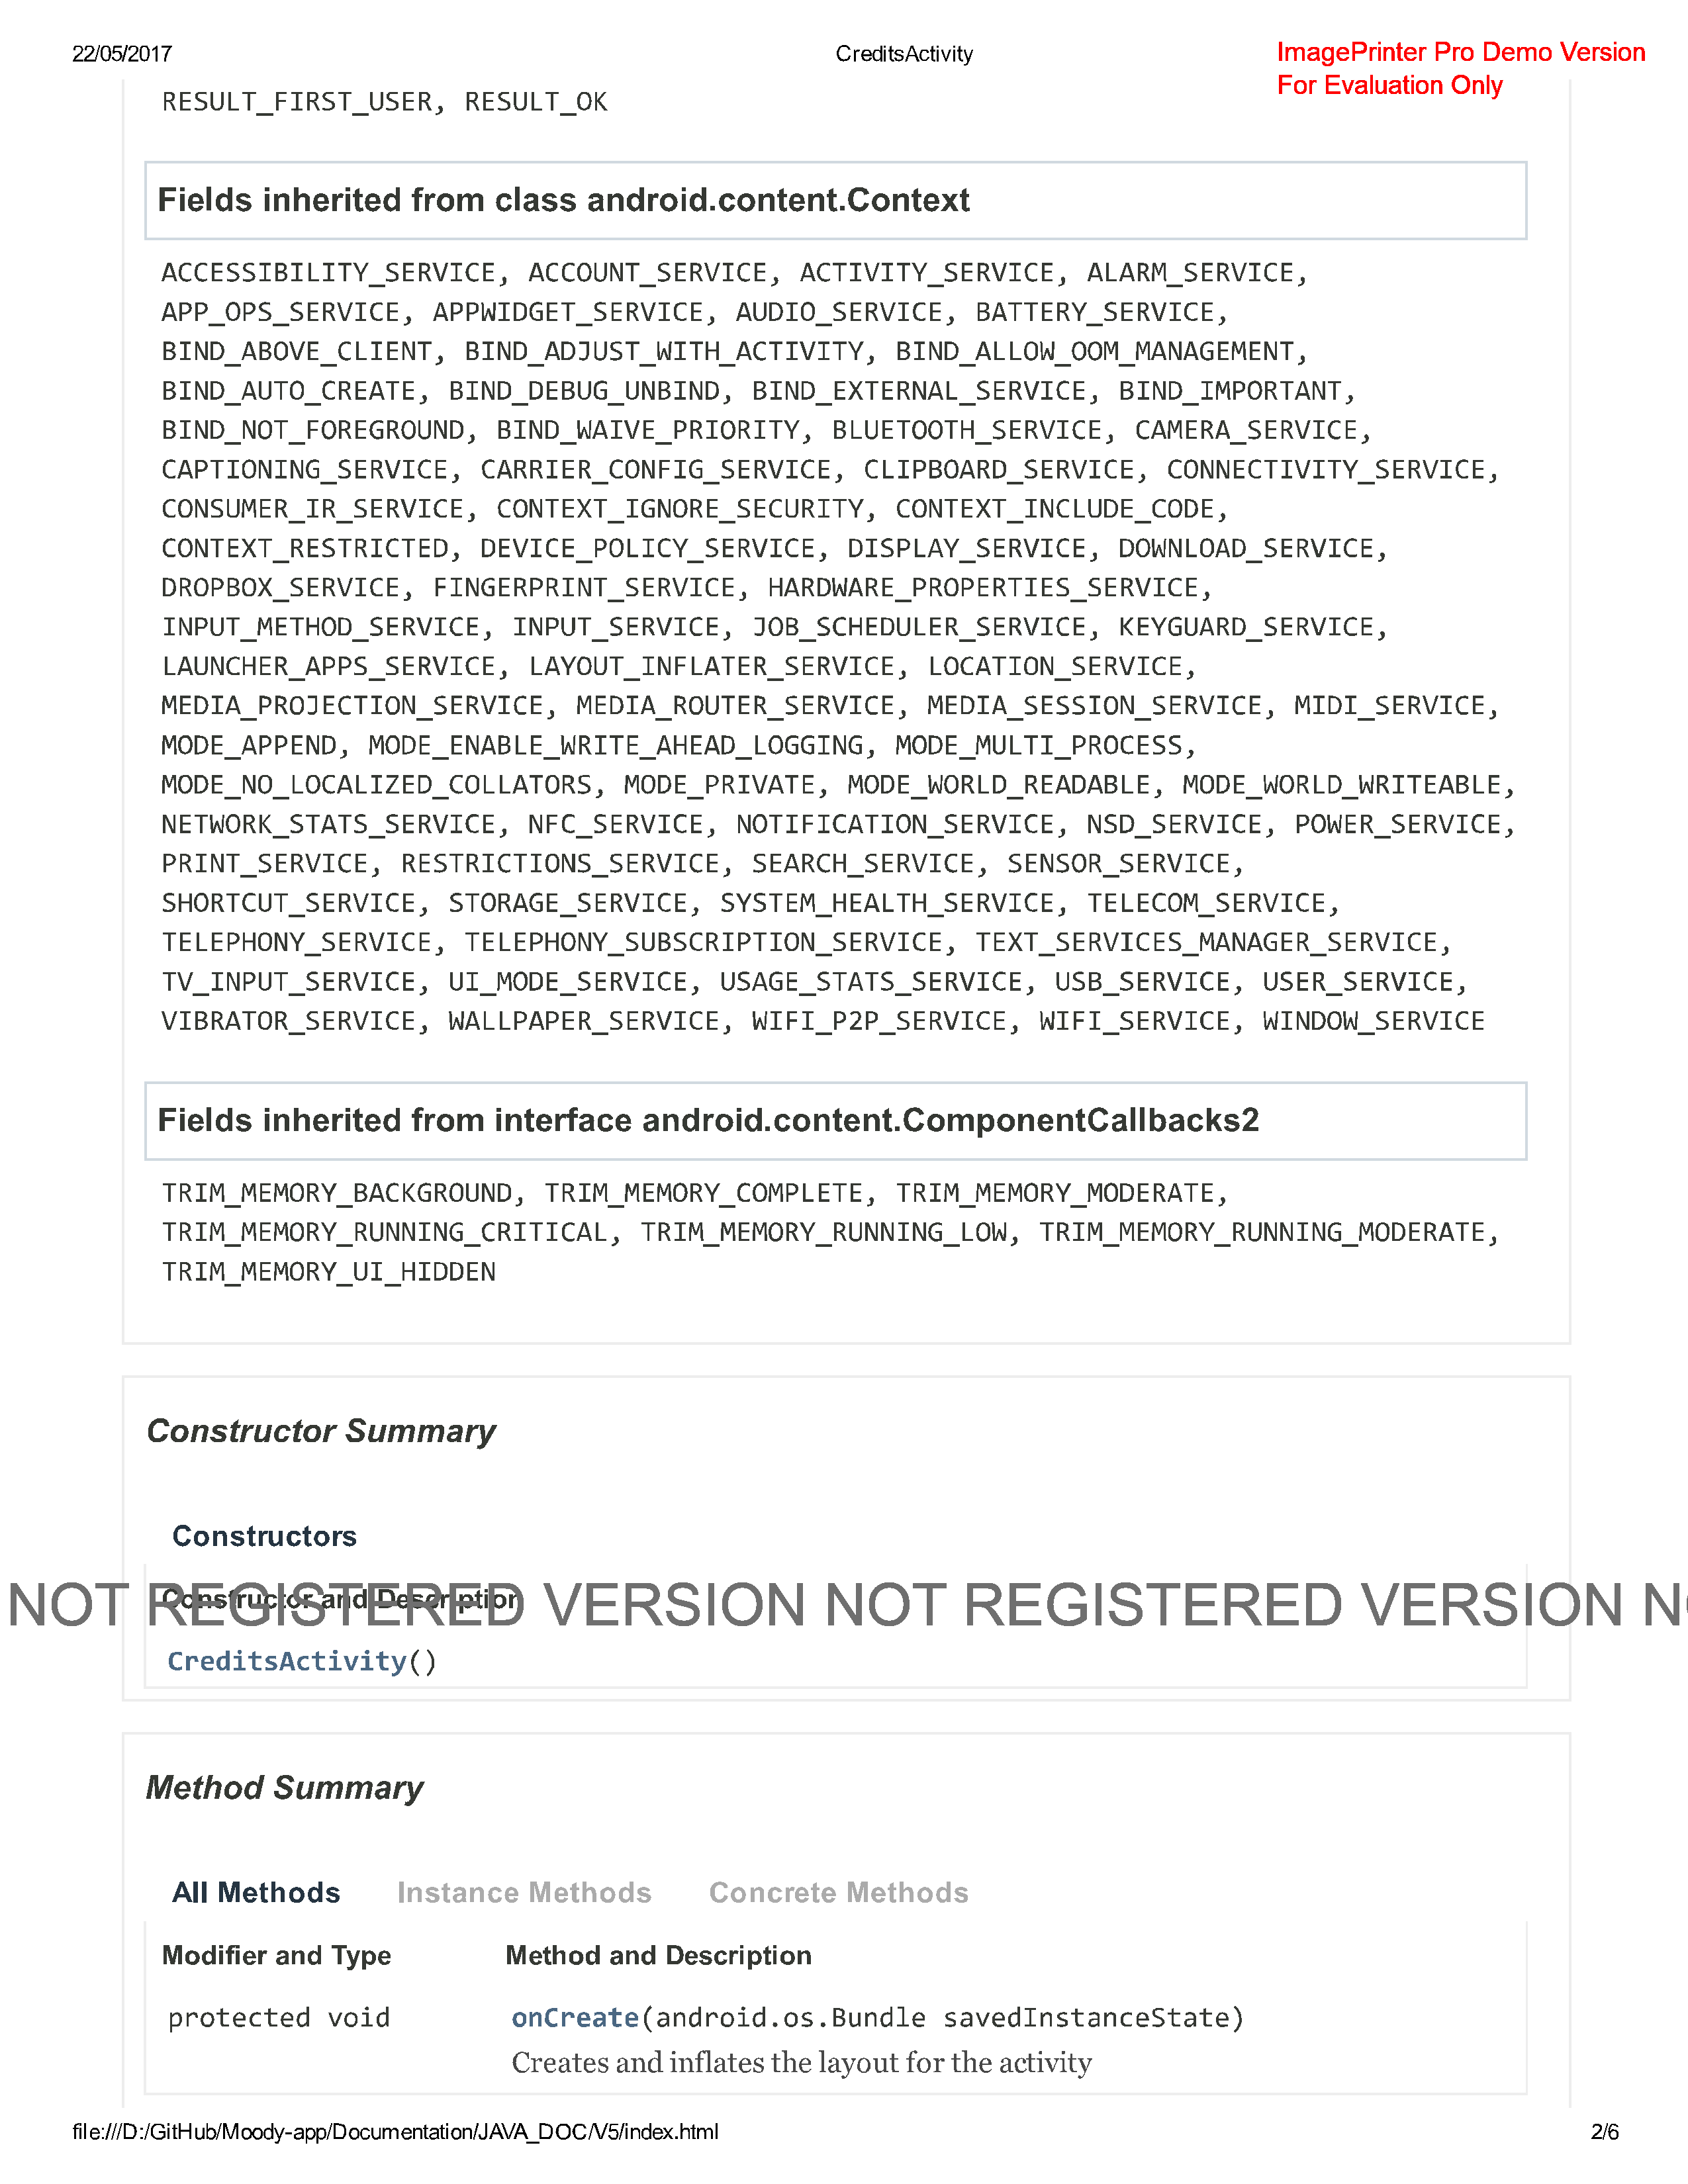 22/05/2017 CreditsActivity ImagePrinter Pro Demo Version
For Evaluation Only
RESULT_FIRST_USER, RESULT_OK
Fields inherited from class android.content.Context
ACCESSIBILITY_SERVICE, ACCOUNT_SERVICE, ACTIVITY_SERVICE, ALARM_SERVICE,
APP_OPS_SERVICE, APPWIDGET_SERVICE, AUDIO_SERVICE, BATTERY_SERVICE,
BIND_ABOVE_CLIENT, BIND_ADJUST_WITH_ACTIVITY, BIND_ALLOW_OOM_MANAGEMENT,
BIND_AUTO_CREATE, BIND_DEBUG_UNBIND, BIND_EXTERNAL_SERVICE, BIND_IMPORTANT,
BIND_NOT_FOREGROUND, BIND_WAIVE_PRIORITY, BLUETOOTH_SERVICE, CAMERA_SERVICE,
CAPTIONING_SERVICE, CARRIER_CONFIG_SERVICE, CLIPBOARD_SERVICE, CONNECTIVITY_SERVICE,
CONSUMER_IR_SERVICE, CONTEXT_IGNORE_SECURITY, CONTEXT_INCLUDE_CODE,
CONTEXT_RESTRICTED, DEVICE_POLICY_SERVICE, DISPLAY_SERVICE, DOWNLOAD_SERVICE,
DROPBOX_SERVICE, FINGERPRINT_SERVICE, HARDWARE_PROPERTIES_SERVICE,
INPUT_METHOD_SERVICE, INPUT_SERVICE, JOB_SCHEDULER_SERVICE, KEYGUARD_SERVICE,
LAUNCHER_APPS_SERVICE, LAYOUT_INFLATER_SERVICE, LOCATION_SERVICE,
MEDIA_PROJECTION_SERVICE, MEDIA_ROUTER_SERVICE, MEDIA_SESSION_SERVICE, MIDI_SERVICE,
MODE_APPEND, MODE_ENABLE_WRITE_AHEAD_LOGGING, MODE_MULTI_PROCESS,
MODE_NO_LOCALIZED_COLLATORS, MODE_PRIVATE, MODE_WORLD_READABLE, MODE_WORLD_WRITEABLE,
NETWORK_STATS_SERVICE, NFC_SERVICE, NOTIFICATION_SERVICE, NSD_SERVICE, POWER_SERVICE,
PRINT_SERVICE, RESTRICTIONS_SERVICE, SEARCH_SERVICE, SENSOR_SERVICE,
SHORTCUT_SERVICE, STORAGE_SERVICE, SYSTEM_HEALTH_SERVICE, TELECOM_SERVICE,
TELEPHONY_SERVICE, TELEPHONY_SUBSCRIPTION_SERVICE, TEXT_SERVICES_MANAGER_SERVICE,
TV_INPUT_SERVICE, UI_MODE_SERVICE, USAGE_STATS_SERVICE, USB_SERVICE, USER_SERVICE,
VIBRATOR_SERVICE, WALLPAPER_SERVICE, WIFI_P2P_SERVICE, WIFI_SERVICE, WINDOW_SERVICE
Fields inherited from interface android.content.ComponentCallbacks2
TRIM_MEMORY_BACKGROUND, TRIM_MEMORY_COMPLETE, TRIM_MEMORY_MODERATE,
TRIM_MEMORY_RUNNING_CRITICAL, TRIM_MEMORY_RUNNING_LOW, TRIM_MEMORY_RUNNING_MODERATE,
TRIM_MEMORY_UI_HIDDEN
Constructor Summary
Constructors
Constructor and Description
NOT REGISTERED VERSION NOT REGISTERED VERSION
CreditsActivity()
Method Summary
All Methods Instance Methods Concrete Methods
Modifier and Type Method and Description
protected void onCreate(android.os.Bundle savedInstanceState)
Creates and inflates the layout for the activity
file:///D:/GitHub/Moody-app/Documentation/JAVA_DOC/V5/index.html 2/6